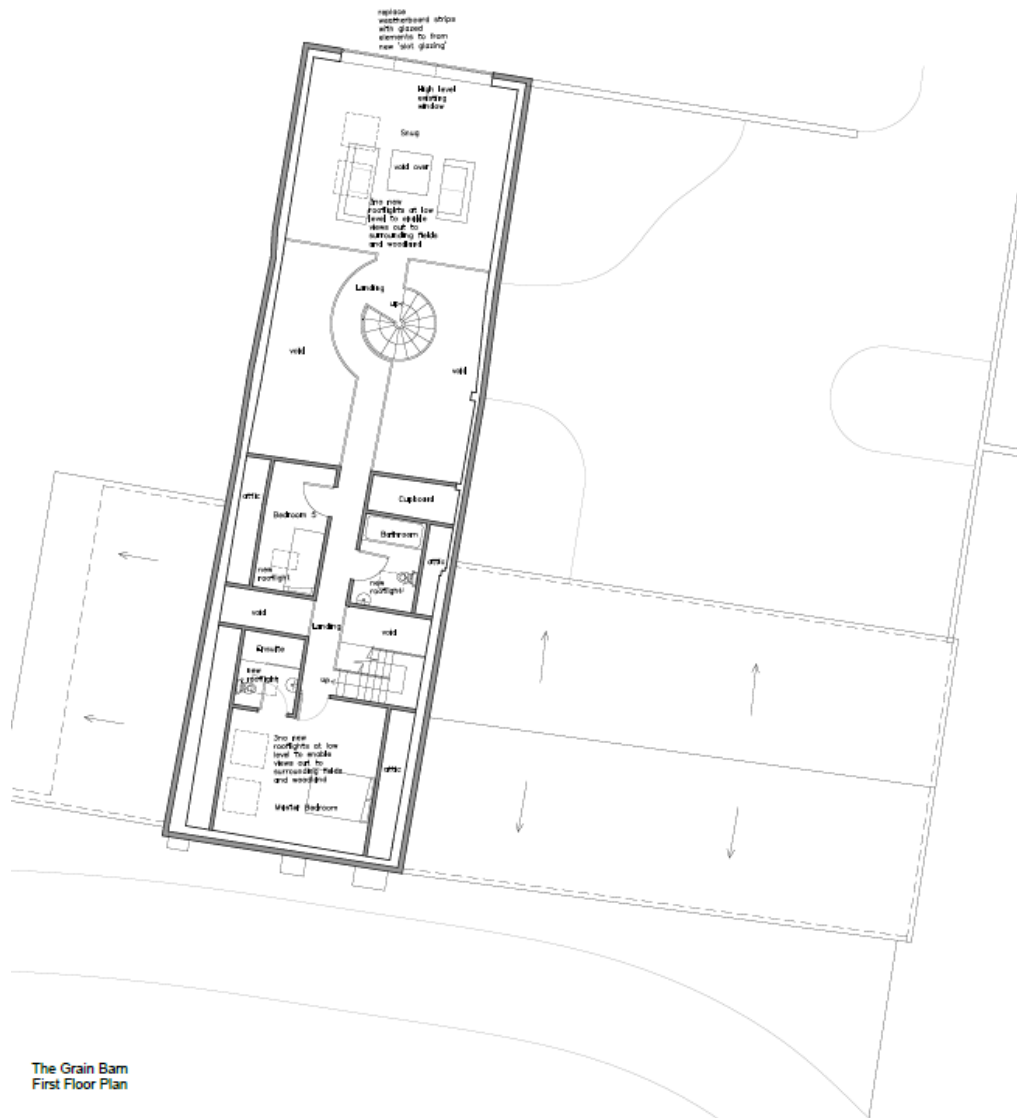 replace
weatherboard strips
with glazed
elements to from
new 'slot glazing'
High level
existing
window
Snug
void over
3no new
rooflights at low
level to enable
views out to
surrounding fields
and woodland
Landing
up
void
void
attic
Bedroom 5
Cupboard
Bathroom
attic
new
rooflight
new
rooflight
void
Landing
void
Ensuite
new
rooflight
up
3no new
rooflights at low
level to enable
views out to
surrounding fields
and woodland
attic
Master Bedroom
The Grain Barn
First Floor Plan